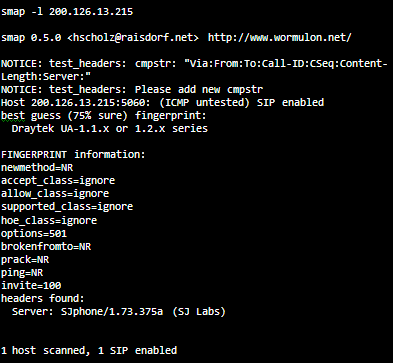 smap -l 200.126.13.215
smap 0.5.0 <hscholz@raisdorf.net> http://www.wormulon.net/
NOTICE: test_headers: cmpstr: "Via:From:To:Call-ID:CSeq:Content-
Length:Server:"
NOTICE: test_headers: Please add new cmpstr
Host 200.126.13.215:5060: (ICMP untested) SIP enabled
best guess (75% sure) fingerprint:
Draytek UA-1.1.x or 1.2.x series
FINGERPRINT information:
newmethod=NR
accept_class=ignore
allow_class=ignore
supported_class=ignore
hoe_class=ignore
options=501
brokenfromto=NR
prack=NR
ping=NR
invite=100
headers found:
Server: SJphone/1.73.375a (SJ Labs)
1 host scanned, 1 SIP enabled